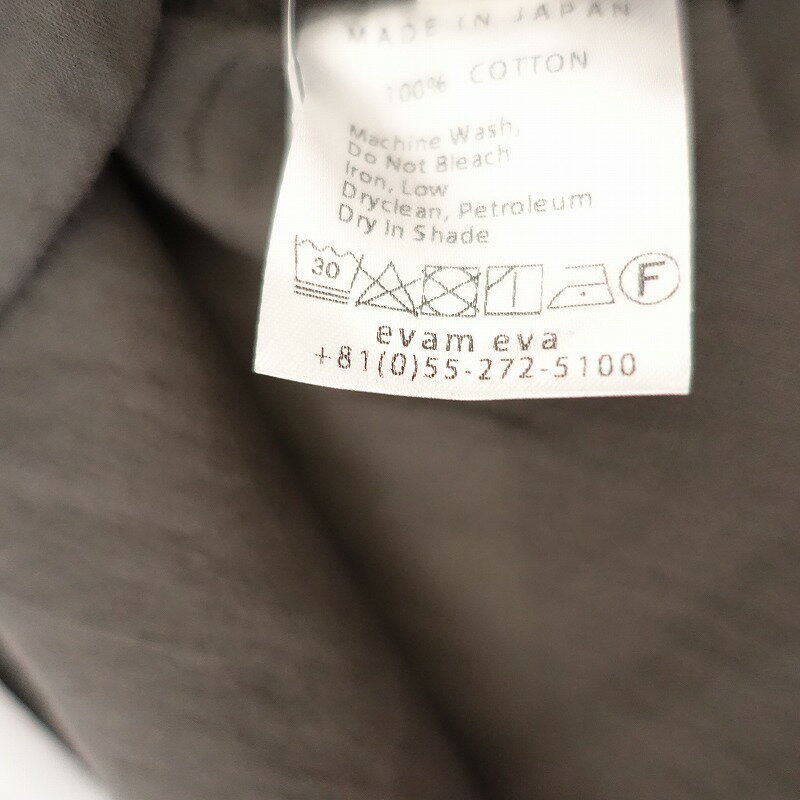 MADE IN JAPAN
100% COTTON
Machine Wash,
Do Not Bleach
Iron, Low
Dryclean, Petroleum
Dry In Shade
30 F
evam eva
+81(0)55-272-5100